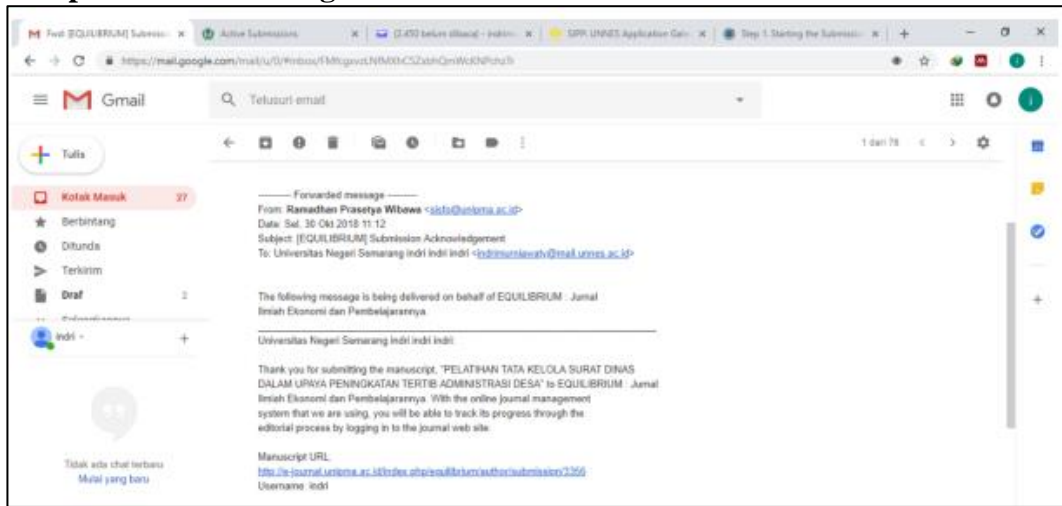 Fwd: [EQUILIBRIUM] Submiss
Active Submissions
(2.470 belum dibaca) - indri
SIPP UNNES Application Gate
Step 1. Starting the Submissi
https://mail.google.com/mail/u/0/#inbox/
Gmail
Telusuri email
Tulis
1 dari 78
Kotak Masuk 27
Berbintang
Ditunda
Terkirim
Draf 2
indri
Tidak ada chat terbaru
Mulai yang baru
---------- Forwarded message ----------
From: Ramadhan Prasetya Wibawa <sisfo@unipma.ac.id>
Date: Sel, 30 Okt 2018 11.12
Subject: [EQUILIBRIUM] Submission Acknowledgement
To: Universitas Negeri Semarang indri indri indri <indrimurniawaty@mail.unnes.ac.id>
The following message is being delivered on behalf of EQUILIBRIUM : Jurnal
Ilmiah Ekonomi dan Pembelajarannya.
Universitas Negeri Semarang indri indri indri:
Thank you for submitting the manuscript, "PELATIHAN TATA KELOLA SURAT DINAS
DALAM UPAYA PENINGKATAN TERTIB ADMINISTRASI DESA" to EQUILIBRIUM : Jurnal
Ilmiah Ekonomi dan Pembelajarannya. With the online journal management
system that we are using, you will be able to track its progress through the
editorial process by logging in to the journal web site:
Manuscript URL:
http://e-journal.unipma.ac.id/index.php/equilibrium/author/submission/3356
Username: indri